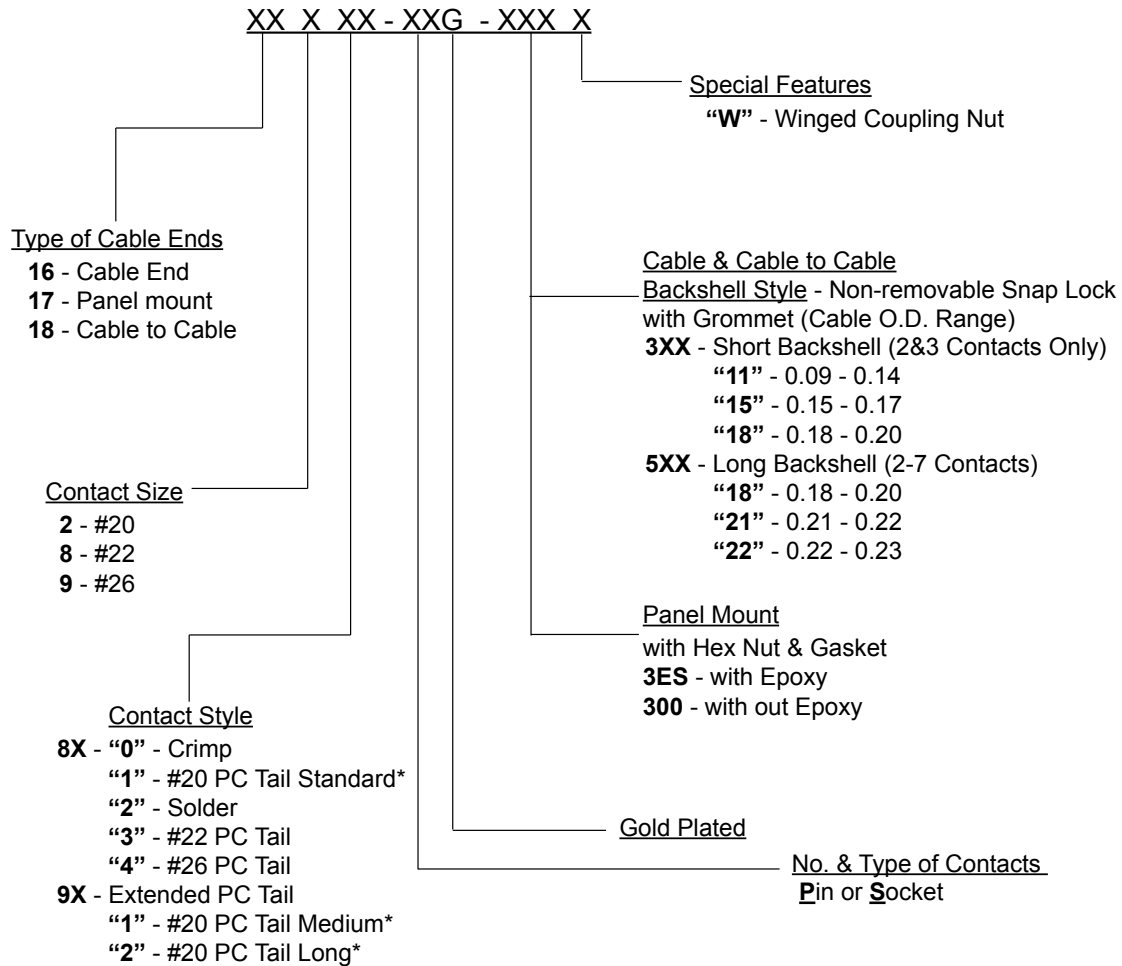 XX X XX - XXG - XXX X
Special Features
“W” - Winged Coupling Nut
Type of Cable Ends
16 - Cable End
17 - Panel mount
18 - Cable to Cable
Cable & Cable to Cable
Backshell Style - Non-removable Snap Lock
with Grommet (Cable O.D. Range)
3XX - Short Backshell (2&3 Contacts Only)
“11” - 0.09 - 0.14
“15” - 0.15 - 0.17
“18” - 0.18 - 0.20
5XX - Long Backshell (2-7 Contacts)
“18” - 0.18 - 0.20
“21” - 0.21 - 0.22
“22” - 0.22 - 0.23
Contact Size
2 - #20
8 - #22
9 - #26
Panel Mount
with Hex Nut & Gasket
3ES - with Epoxy
300 - with out Epoxy
Contact Style
8X - “0” - Crimp
“1” - #20 PC Tail Standard*
“2” - Solder
“3” - #22 PC Tail
“4” - #26 PC Tail
9X - Extended PC Tail
“1” - #20 PC Tail Medium*
“2” - #20 PC Tail Long*
Gold Plated
No. & Type of Contacts
Pin or Socket